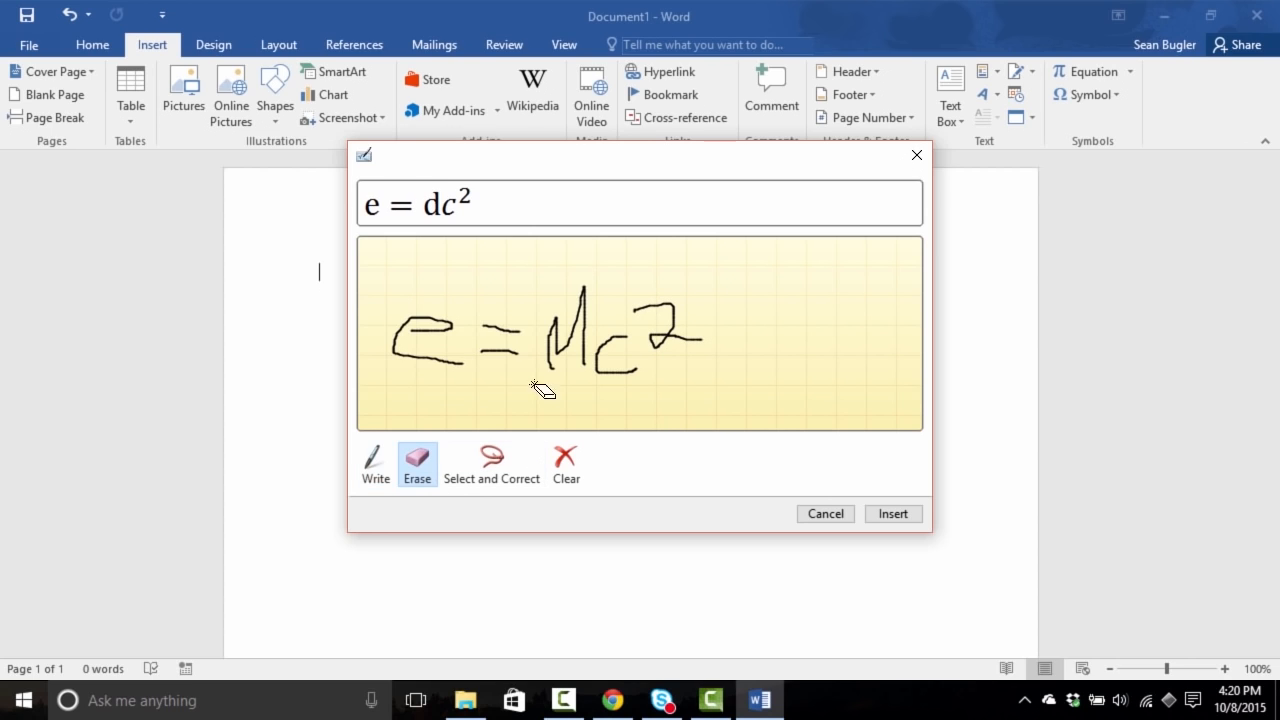 Document1 - Word
File Home Insert Design Layout References Mailings Review View Tell me what you want to do... Sean Bugler Share
Cover Page
Blank Page
Page Break
Pages
Table
Tables
Pictures
Online Pictures
Shapes
SmartArt
Chart
Screenshot
Illustrations
Store
My Add-ins
W
Wikipedia
Add-ins
Online Video
Media
Hyperlink
Bookmark
Cross-reference
Links
Comment
Comments
Header
Footer
Page Number
Header & Footer
A
Text Box
A
Text
π Equation
Ω Symbol
Symbols
e = dc²
e = Mc²
Write Erase Select and Correct Clear
Cancel Insert
Page 1 of 1 0 words 100%
Ask me anything
4:20 PM
10/8/2015